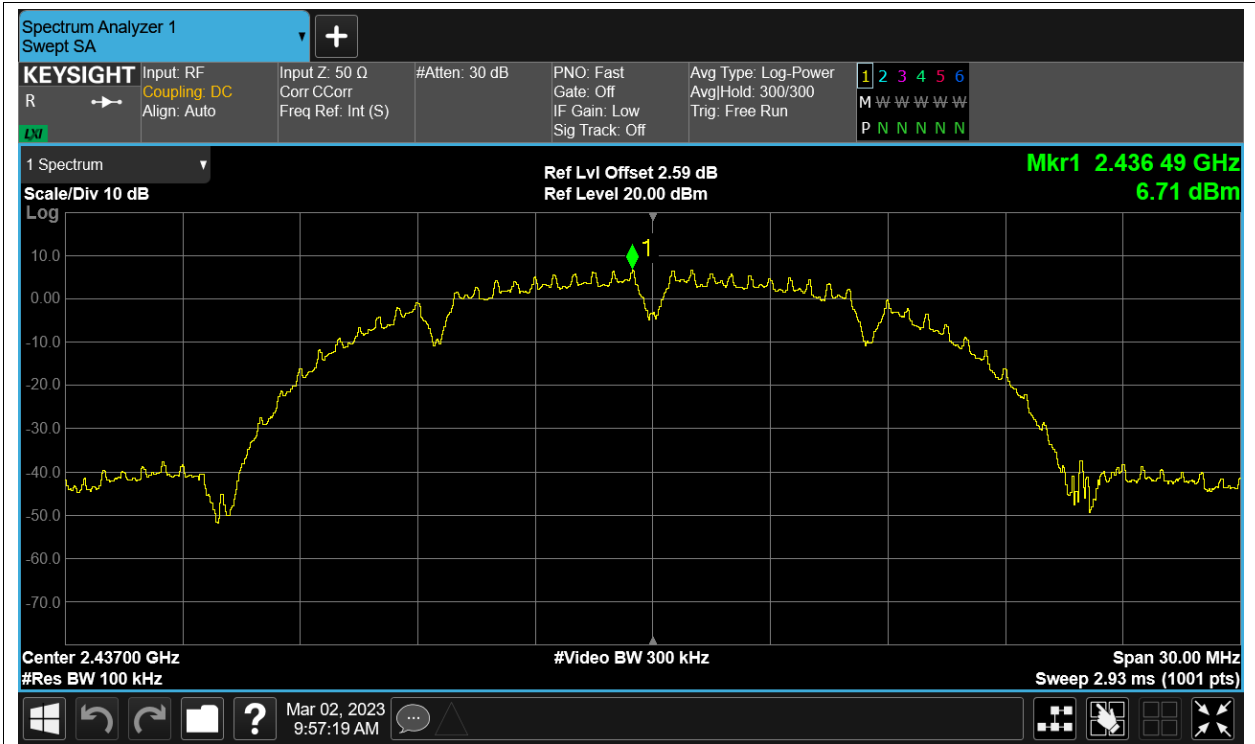 Spectrum Analyzer 1
Swept SA
KEYSIGHT
R
LXI
Input: RF
Coupling: DC
Align: Auto
Input Z: 50 Ω
Corr CCorr
Freq Ref: Int (S)
#Atten: 30 dB
PNO: Fast
Gate: Off
IF Gain: Low
Sig Track: Off
Avg Type: Log-Power
Avg|Hold: 300/300
Trig: Free Run
1 2 3 4 5 6
M W W W W W
P N N N N N
1 Spectrum
Scale/Div 10 dB
Ref Lvl Offset 2.59 dB
Ref Level 20.00 dBm
Mkr1 2.436 49 GHz
6.71 dBm
Log
1
10.0
0.00
-10.0
-20.0
-30.0
-40.0
-50.0
-60.0
-70.0
Center 2.43700 GHz
#Res BW 100 kHz
#Video BW 300 kHz
Span 30.00 MHz
Sweep 2.93 ms (1001 pts)
?
Mar 02, 2023
9:57:19 AM